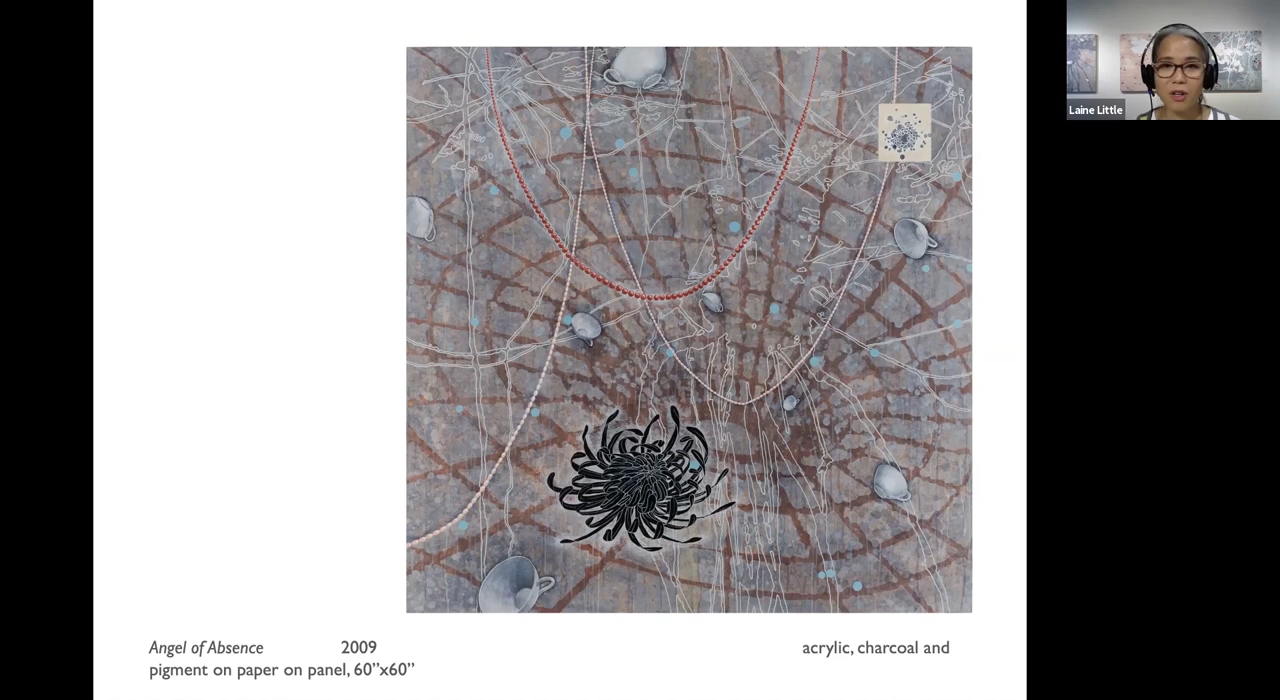 Laine Little
Angel of Absence 2009 acrylic, charcoal and
pigment on paper on panel, 60”x60”